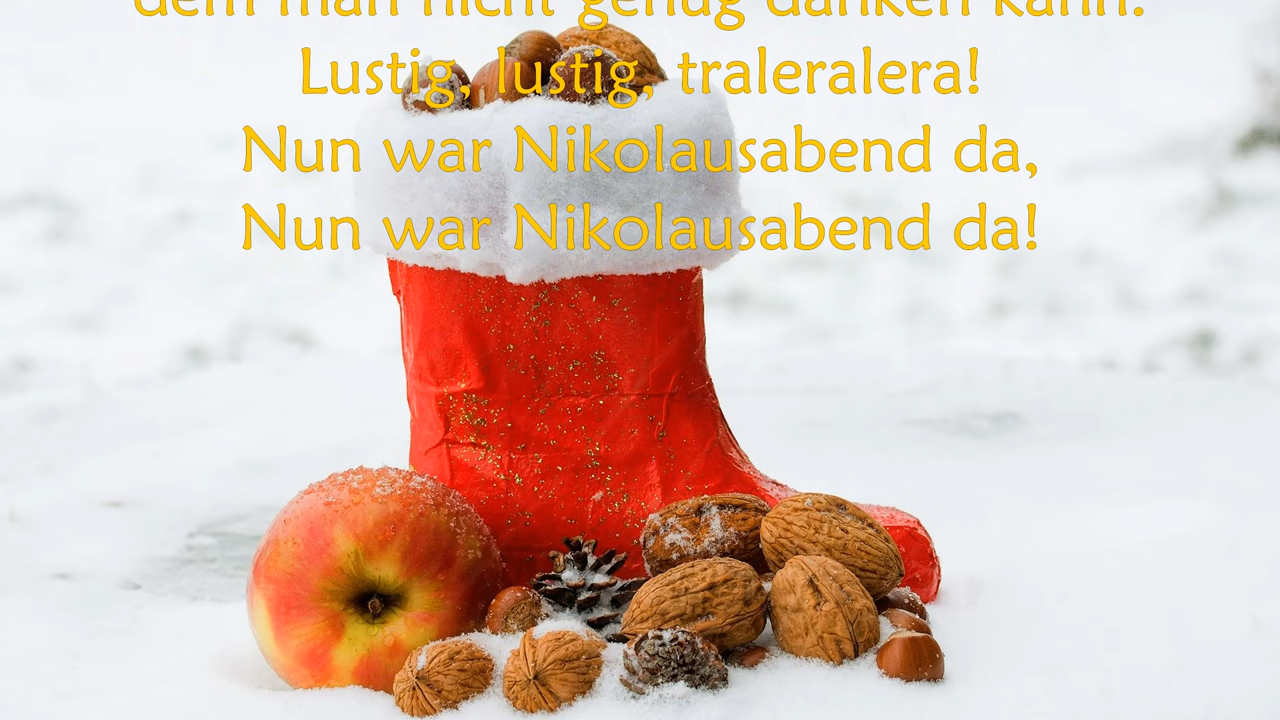 dem man nicht genug danken kann.
Lustig, lustig, traleralera!
Nun war Nikolausabend da,
Nun war Nikolausabend da!